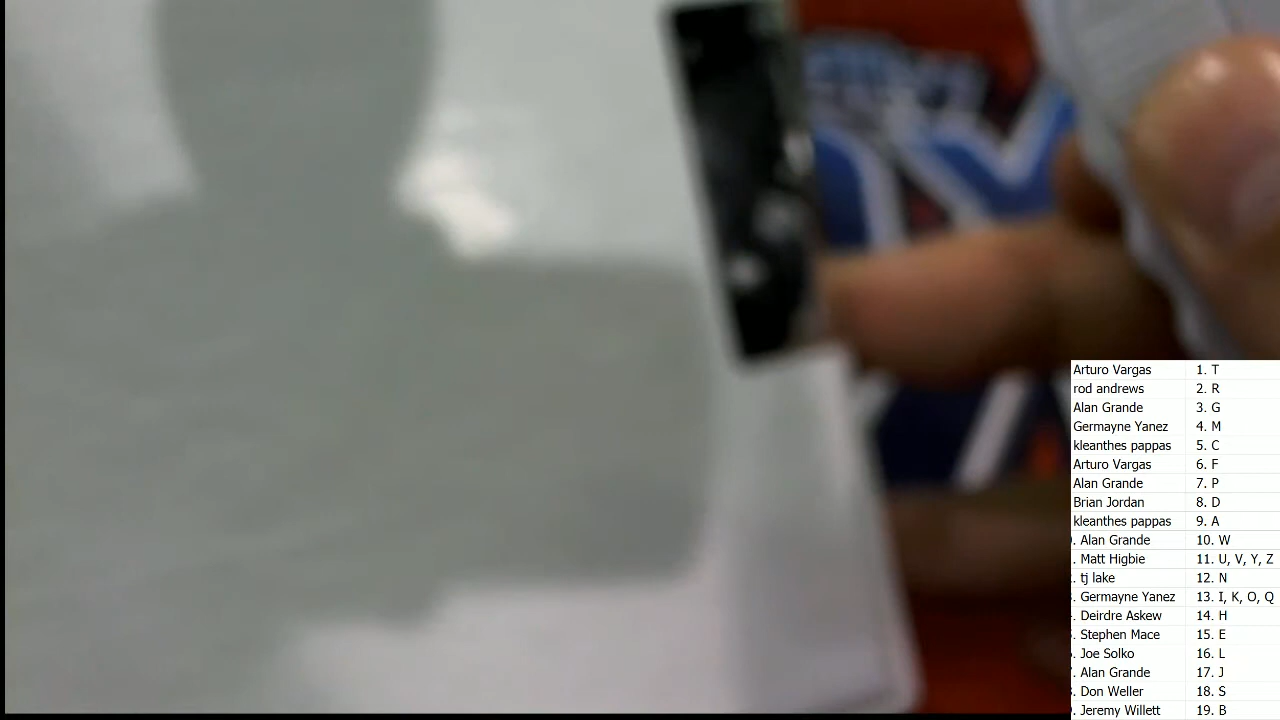 Arturo Vargas 1. T
rod andrews 2. R
Alan Grande 3. G
Germayne Yanez 4. M
kleanthes pappas 5. C
Arturo Vargas 6. F
Alan Grande 7. P
Brian Jordan 8. D
kleanthes pappas 9. A
. Alan Grande 10. W
. Matt Higbie 11. U, V, Y, Z
. tj lake 12. N
. Germayne Yanez 13. I, K, O, Q
. Deirdre Askew 14. H
. Stephen Mace 15. E
. Joe Solko 16. L
. Alan Grande 17. J
. Don Weller 18. S
. Jeremy Willett 19. B